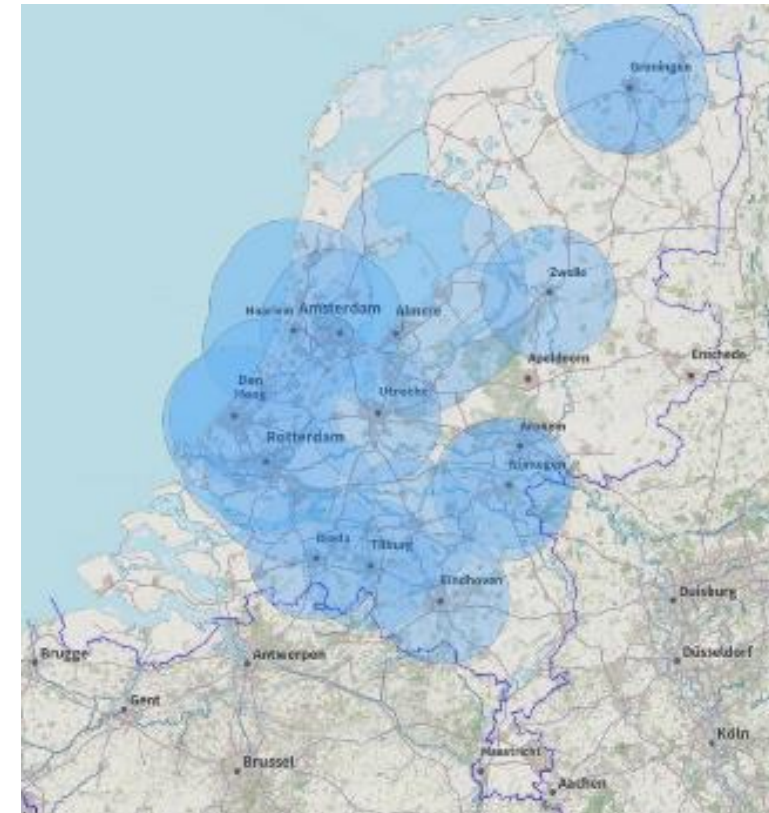 Groningen
Zwolle
Haarlem
Amsterdam
Almere
Apeldoorn
Enschede
Den
Haag
Utrecht
Rotterdam
Arnhem
Nijmegen
Breda
Tilburg
Eindhoven
Duisburg
Brugge
Antwerpen
Düsseldorf
Gent
Köln
Brussel
Maastricht
Aachen